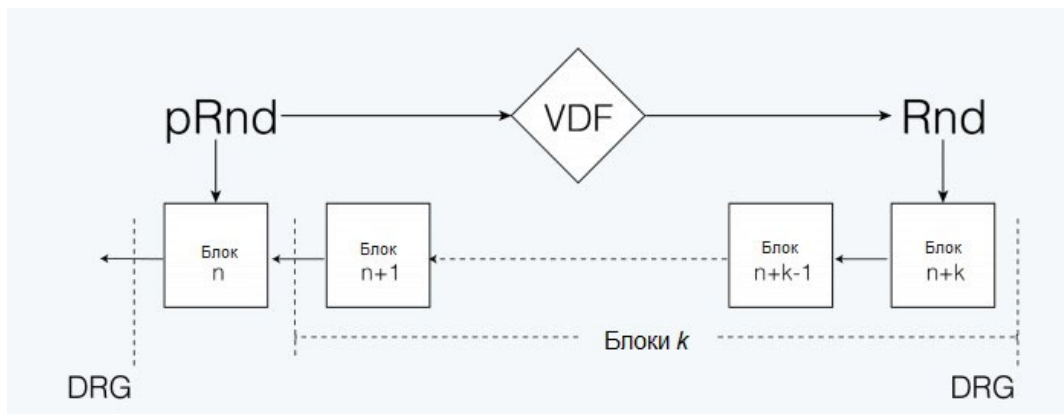 pRnd
VDF
Rnd
Блок
n
Блок
n+1
Блок
n+k-1
Блок
n+k
Блоки k
DRG
DRG